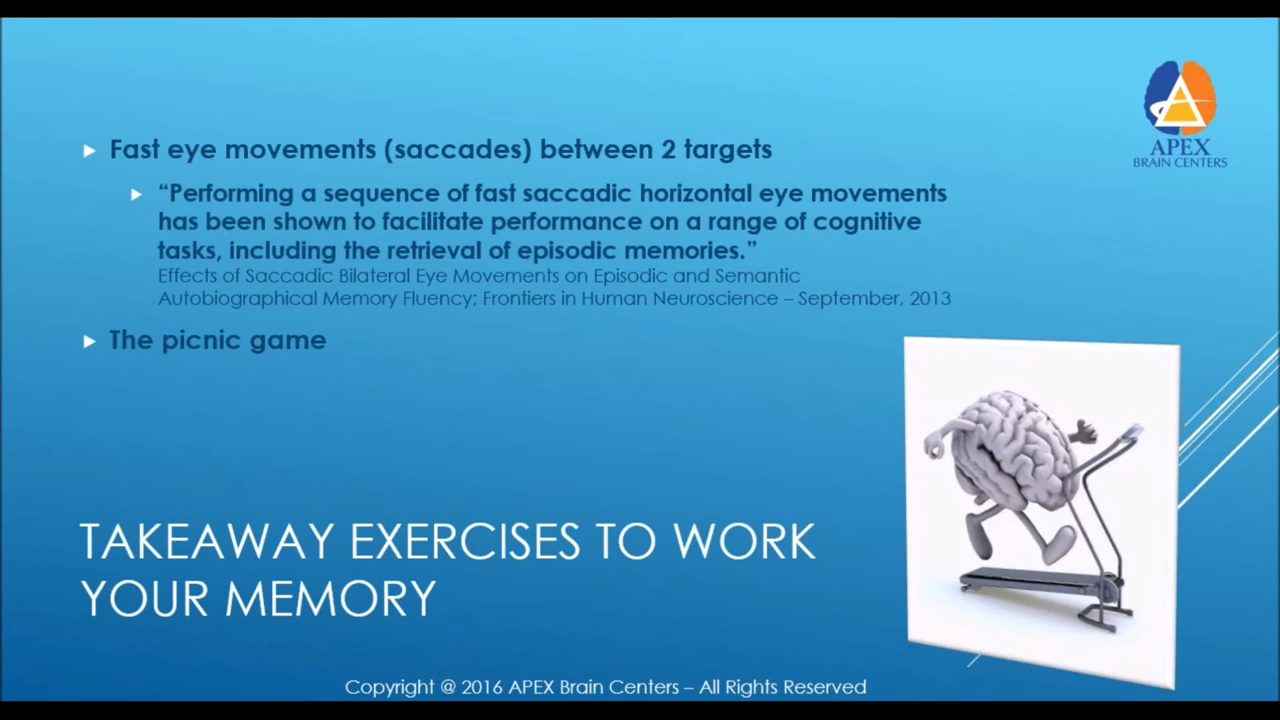 Fast eye movements (saccades) between 2 targets
“Performing a sequence of fast saccadic horizontal eye movements
has been shown to facilitate performance on a range of cognitive
tasks, including the retrieval of episodic memories.”
Effects of Saccadic Bilateral Eye Movements on Episodic and Semantic
Autobiographical Memory Fluency; Frontiers in Human Neuroscience – September, 2013
The picnic game
APEX
BRAIN CENTERS
TAKEAWAY EXERCISES TO WORK
YOUR MEMORY
Copyright @ 2016 APEX Brain Centers – All Rights Reserved